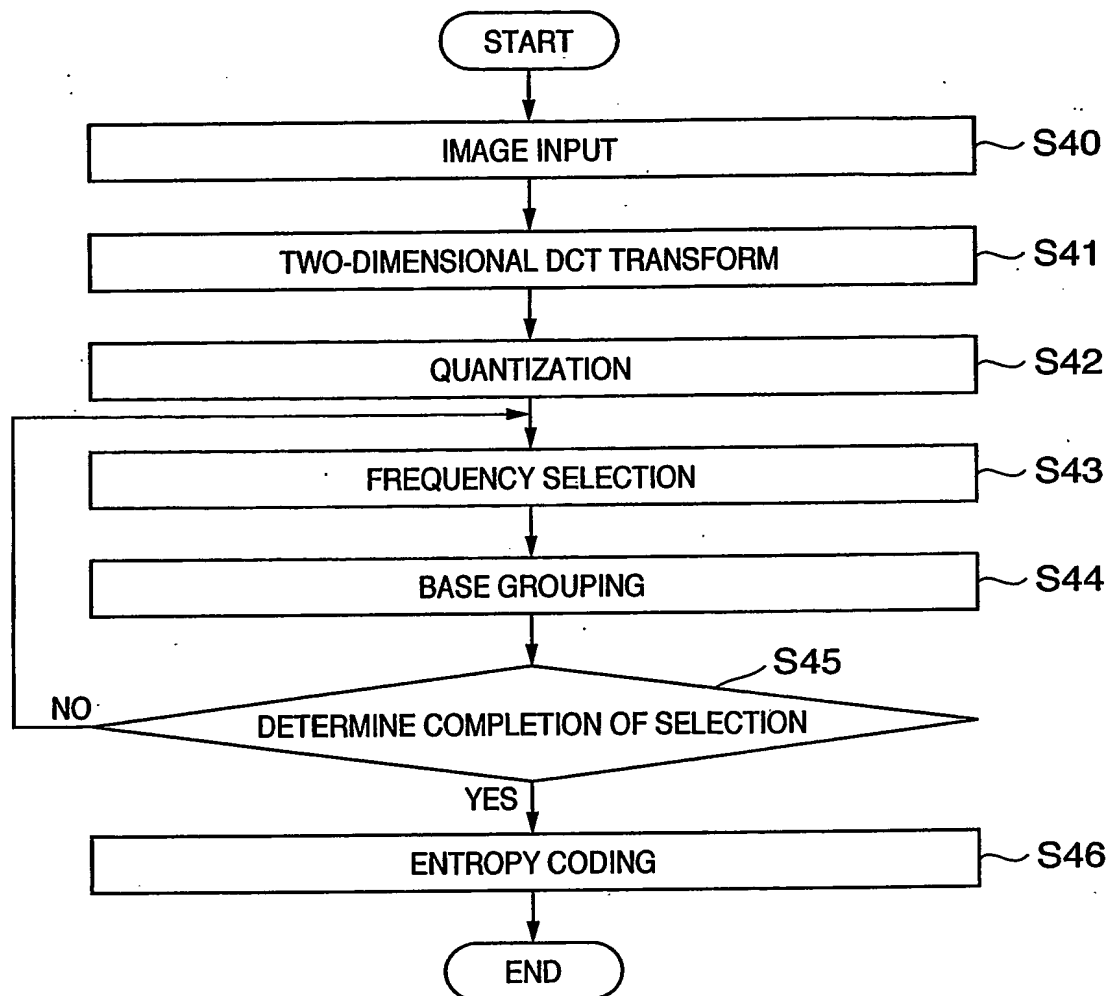 START
IMAGE INPUT
S40
TWO-DIMENSIONAL DCT TRANSFORM
S41
QUANTIZATION
S42
FREQUENCY SELECTION
S43
BASE GROUPING
S44
S45
NO
DETERMINE COMPLETION OF SELECTION
YES
ENTROPY CODING
S46
END